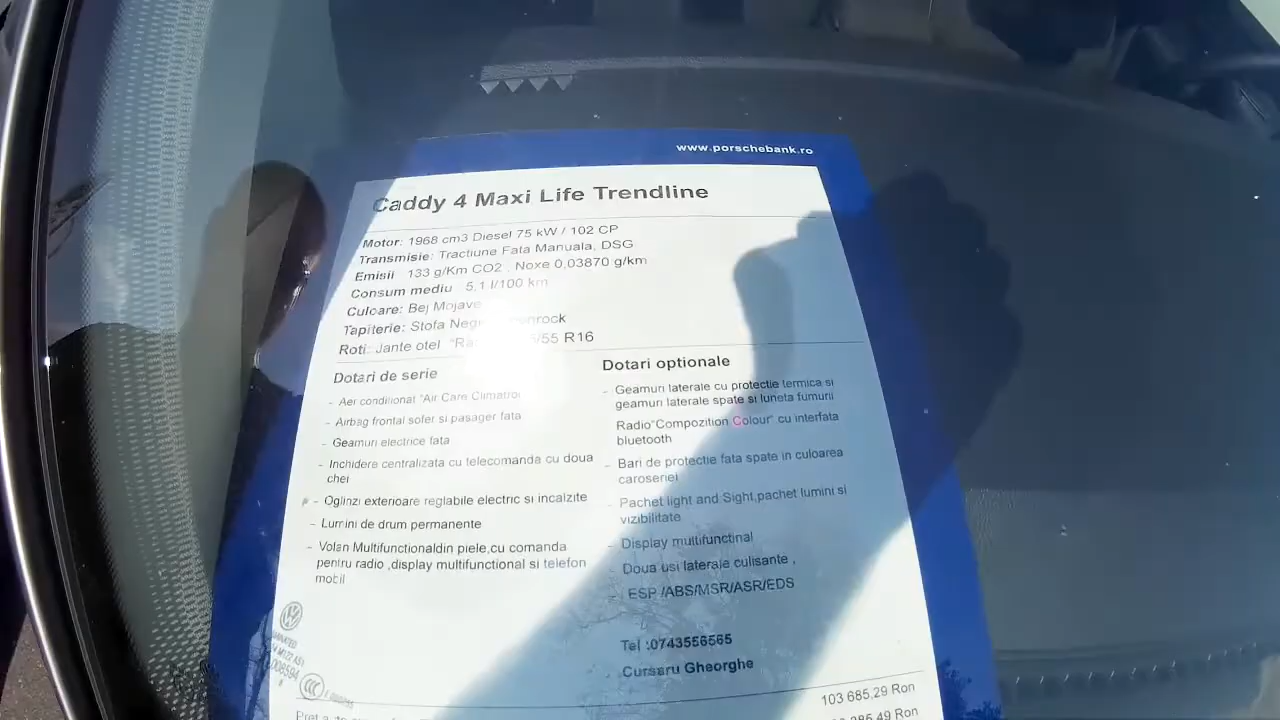 www.porschebank.ro
Caddy 4 Maxi Life Trendline
Motor: 1968 cm3 Diesel 75 kW / 102 CP
Transmisie: Tractiune Fata Manuala, DSG
Emisii 133 g/Km CO2 . Noxe 0,03870 g/km
Consum mediu 5,1 l/100 km
Culoare: Bej Mojave
Tapiterie: Stofa
Roti: Jante otel /55 R16
Dotari de serie
- Aer conditionat "Air Care Climatronic
- Airbag frontal sofer si pasager fata
- Geamuri electrice fata
- Inchidere centralizata cu telecomanda cu doua
chei
- Oglinzi exterioare reglabile electric si incalzite
- Lumini de drum permanente
- Volan Multifunctionaldin piele,cu comanda
pentru radio ,display multifunctional si telefon
mobil
Dotari optionale
- Geamuri laterale cu protectie termica si
geamuri laterale spate si luneta fumurii
Radio"Compozition Colour" cu interfata
bluetooth
- Bari de protectie fata spate in culoarea
caroseriei
- Pachet light and Sight,pachet lumini si
vizibilitate
- Display multifunctinal
- Doua usi laterale culisante ,
- ESP /ABS/MSR/ASR/EDS
Tel :0743556565
Cursaru Gheorghe
103 685,29 Ron